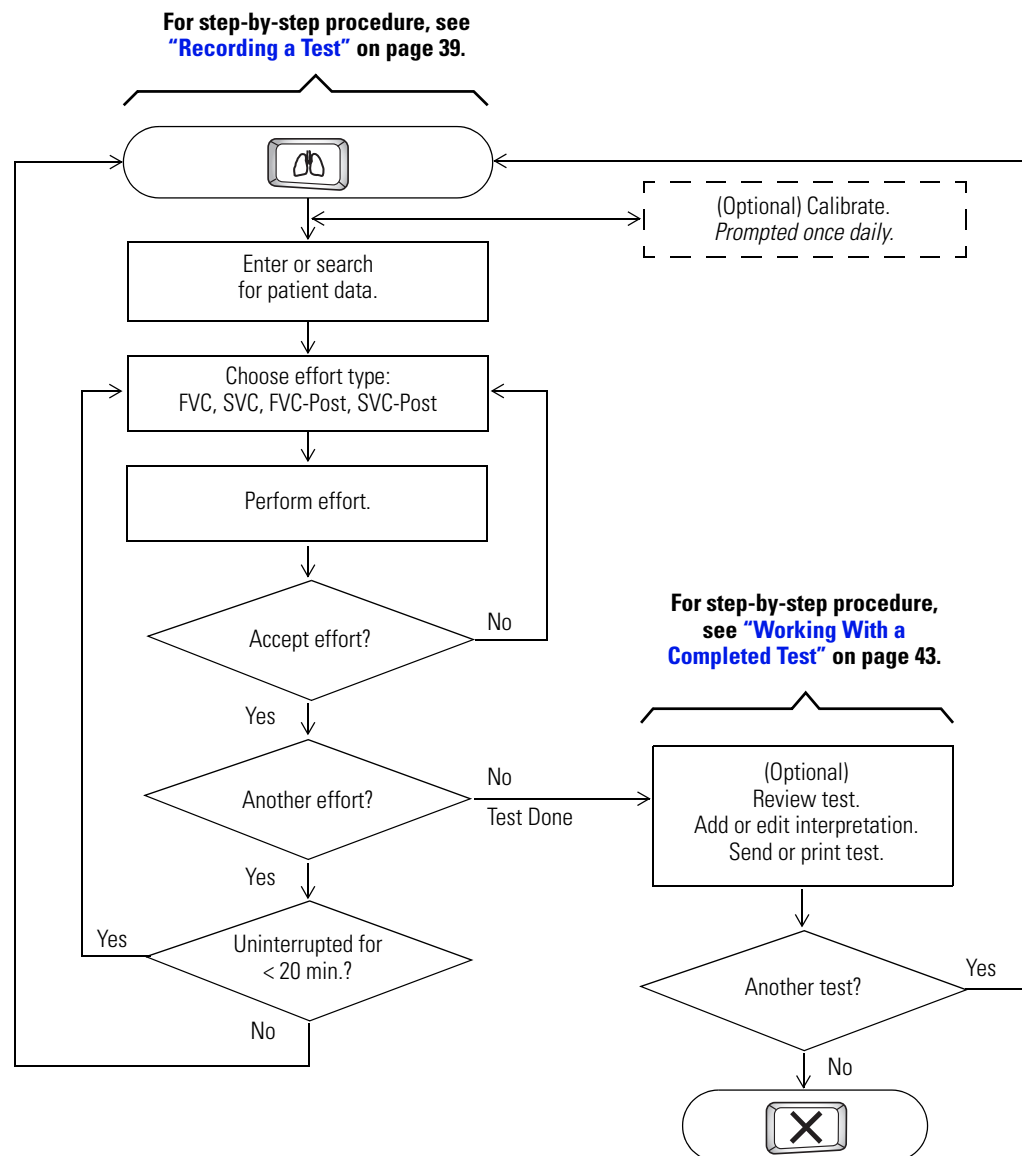 For step-by-step procedure, see
“Recording a Test” on page 39.
(Optional) Calibrate.
Prompted once daily.
Enter or search
for patient data.
Choose effort type:
FVC, SVC, FVC-Post, SVC-Post
Perform effort.
Accept effort?
No
Yes
Another effort?
No
Test Done
Yes
Uninterrupted for
< 20 min.?
Yes
No
For step-by-step procedure,
see “Working With a
Completed Test” on page 43.
(Optional)
Review test.
Add or edit interpretation.
Send or print test.
Another test?
Yes
No